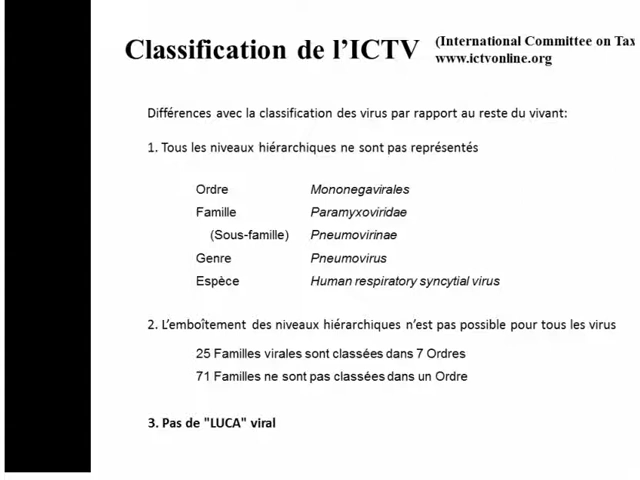 Classification de l'ICTV
(International Committee on Tax
www.ictvonline.org
Différences avec la classification des virus par rapport au reste du vivant:
1. Tous les niveaux hiérarchiques ne sont pas représentés
Ordre Mononegavirales
Famille Paramyxoviridae
(Sous-famille) Pneumovirinae
Genre Pneumovirus
Espèce Human respiratory syncytial virus
2. L'emboîtement des niveaux hiérarchiques n'est pas possible pour tous les virus
25 Familles virales sont classées dans 7 Ordres
71 Familles ne sont pas classées dans un Ordre
3. Pas de "LUCA" viral